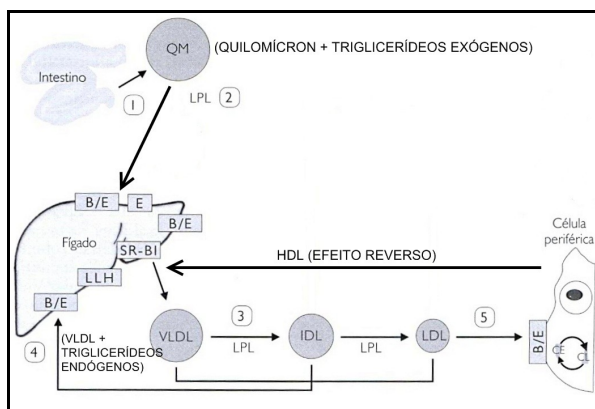 QM
(QUILOMÍCRON + TRIGLICERÍDEOS EXÓGENOS)
Intestino
1
LPL
2
B/E
E
B/E
Célula
periférica
Fígado
SR-BI
HDL (EFEITO REVERSO)
LLH
B/E
4
(VLDL +
TRIGLICERÍDEOS
ENDÓGENOS)
VLDL
3
LPL
IDL
LPL
LDL
5
B/E
CE
CL